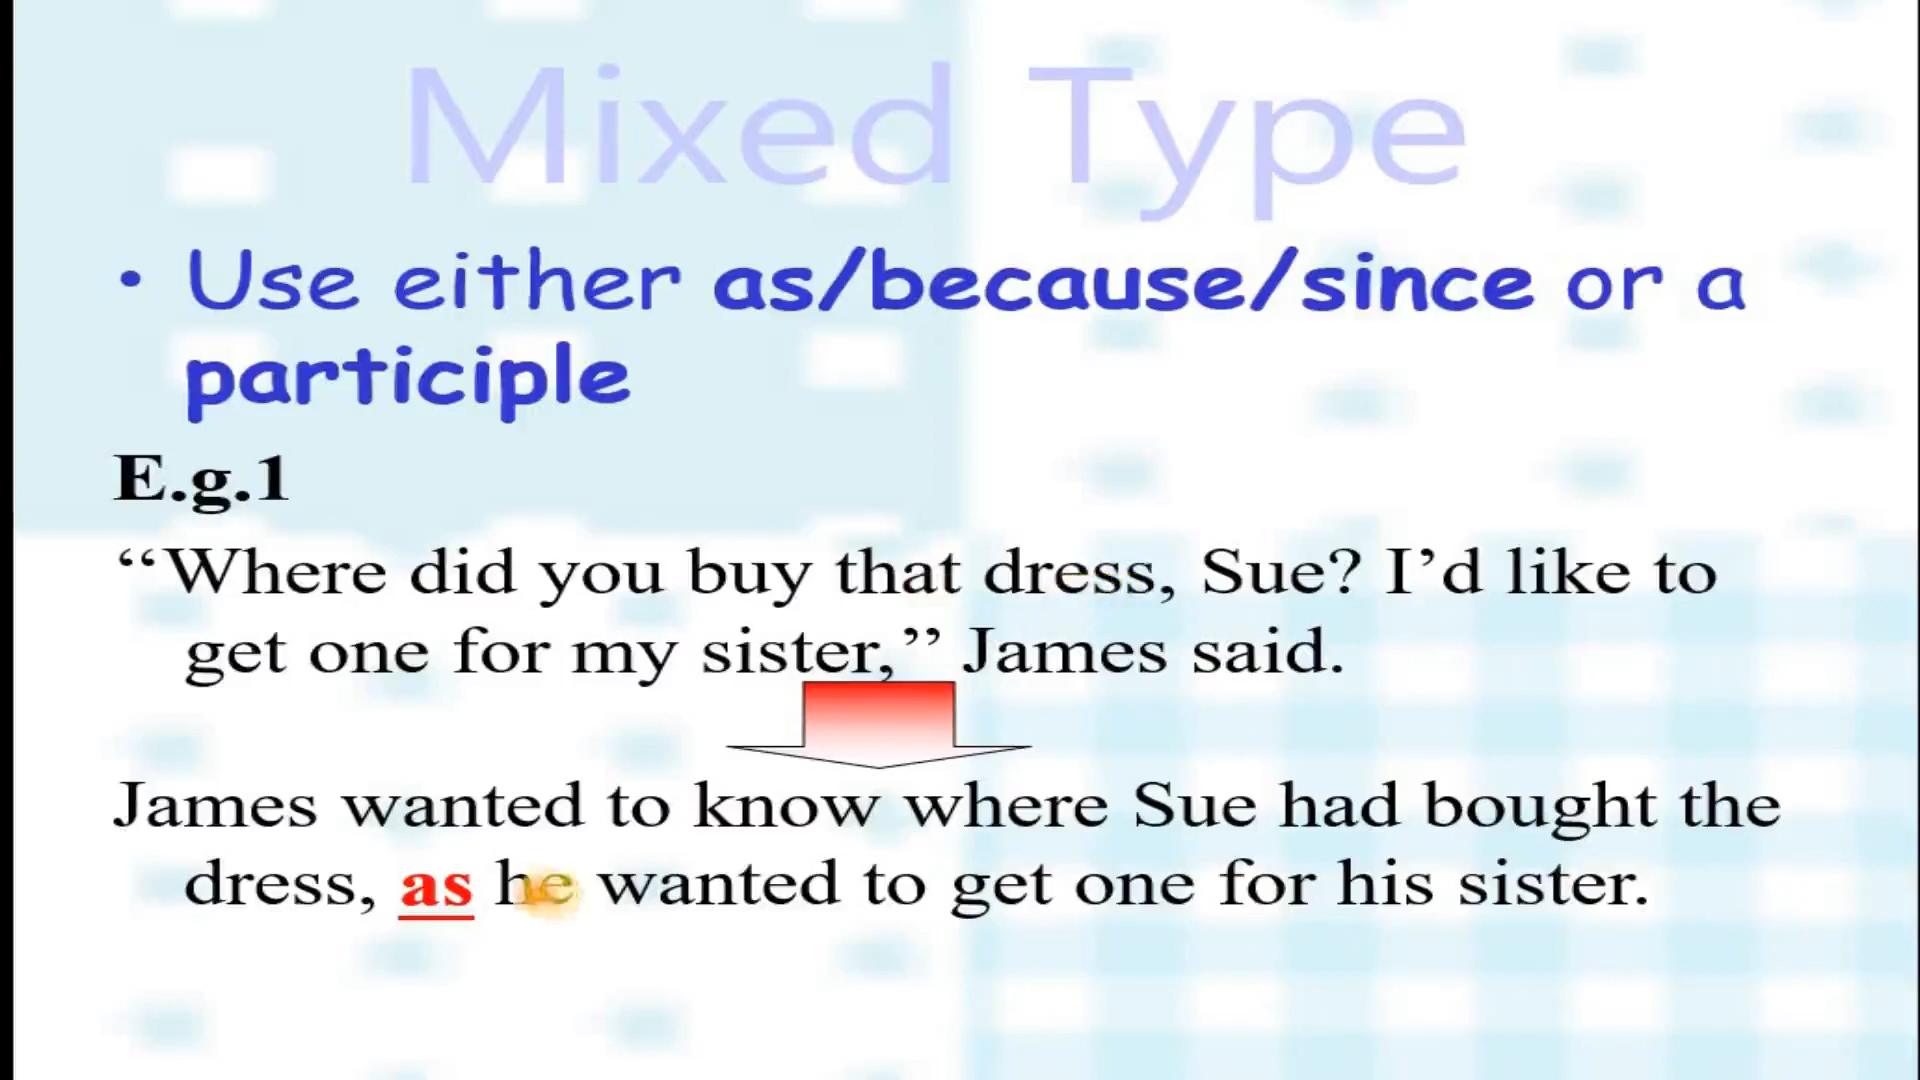 Mixed Type
• Use either as/because/since or a
participle
E.g.1
“Where did you buy that dress, Sue? I’d like to
get one for my sister,” James said.
James wanted to know where Sue had bought the
dress, as he wanted to get one for his sister.